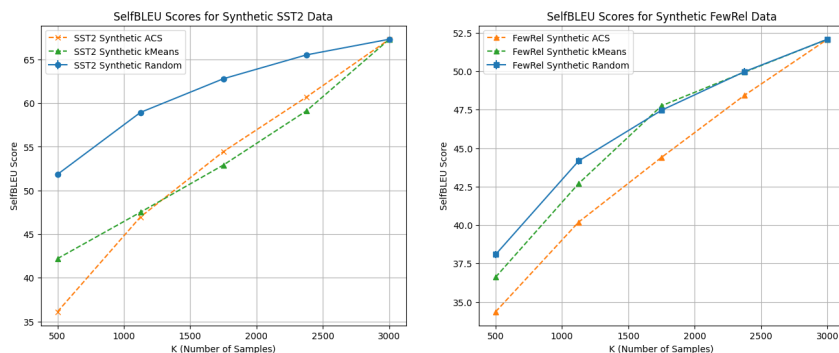 SelfBLEU Scores for Synthetic SST2 Data
SST2 Synthetic ACS
SST2 Synthetic kMeans
SST2 Synthetic Random
SelfBLEU Score
65
60
55
50
45
40
35
500
1000
1500
2000
2500
3000
K (Number of Samples)
SelfBLEU Scores for Synthetic FewRel Data
FewRel Synthetic ACS
FewRel Synthetic kMeans
FewRel Synthetic Random
SelfBLEU Score
52.5
50.0
47.5
45.0
42.5
40.0
37.5
35.0
500
1000
1500
2000
2500
3000
K (Number of Samples)